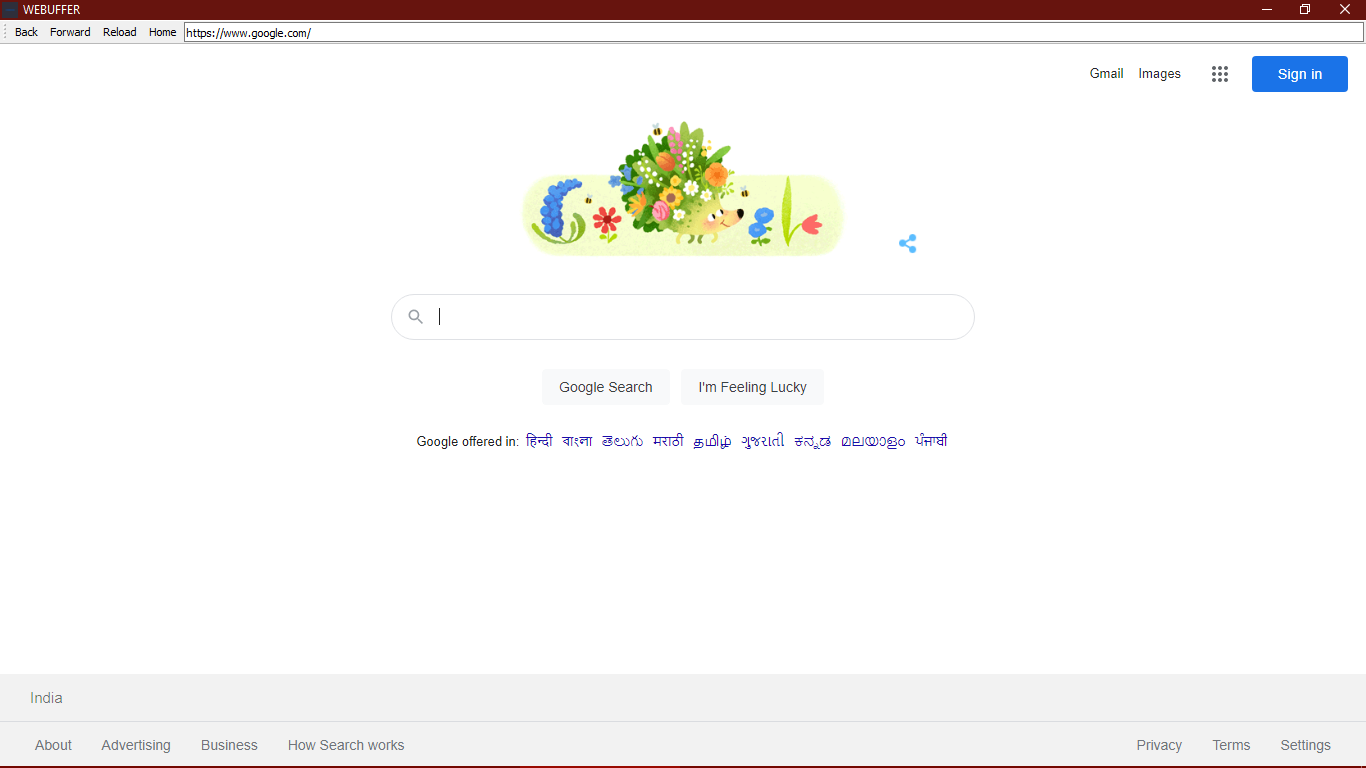 WEBUFFER
Back Forward Reload Home https://www.google.com/
Gmail Images Sign in
Google Search I'm Feeling Lucky
Google offered in: हिन्दी বাংলা తెలుగు मराठी தமிழ் ગુજરાતી ಕನ್ನಡ മലയാളം ਪੰਜਾਬੀ
India
About Advertising Business How Search works Privacy Terms Settings